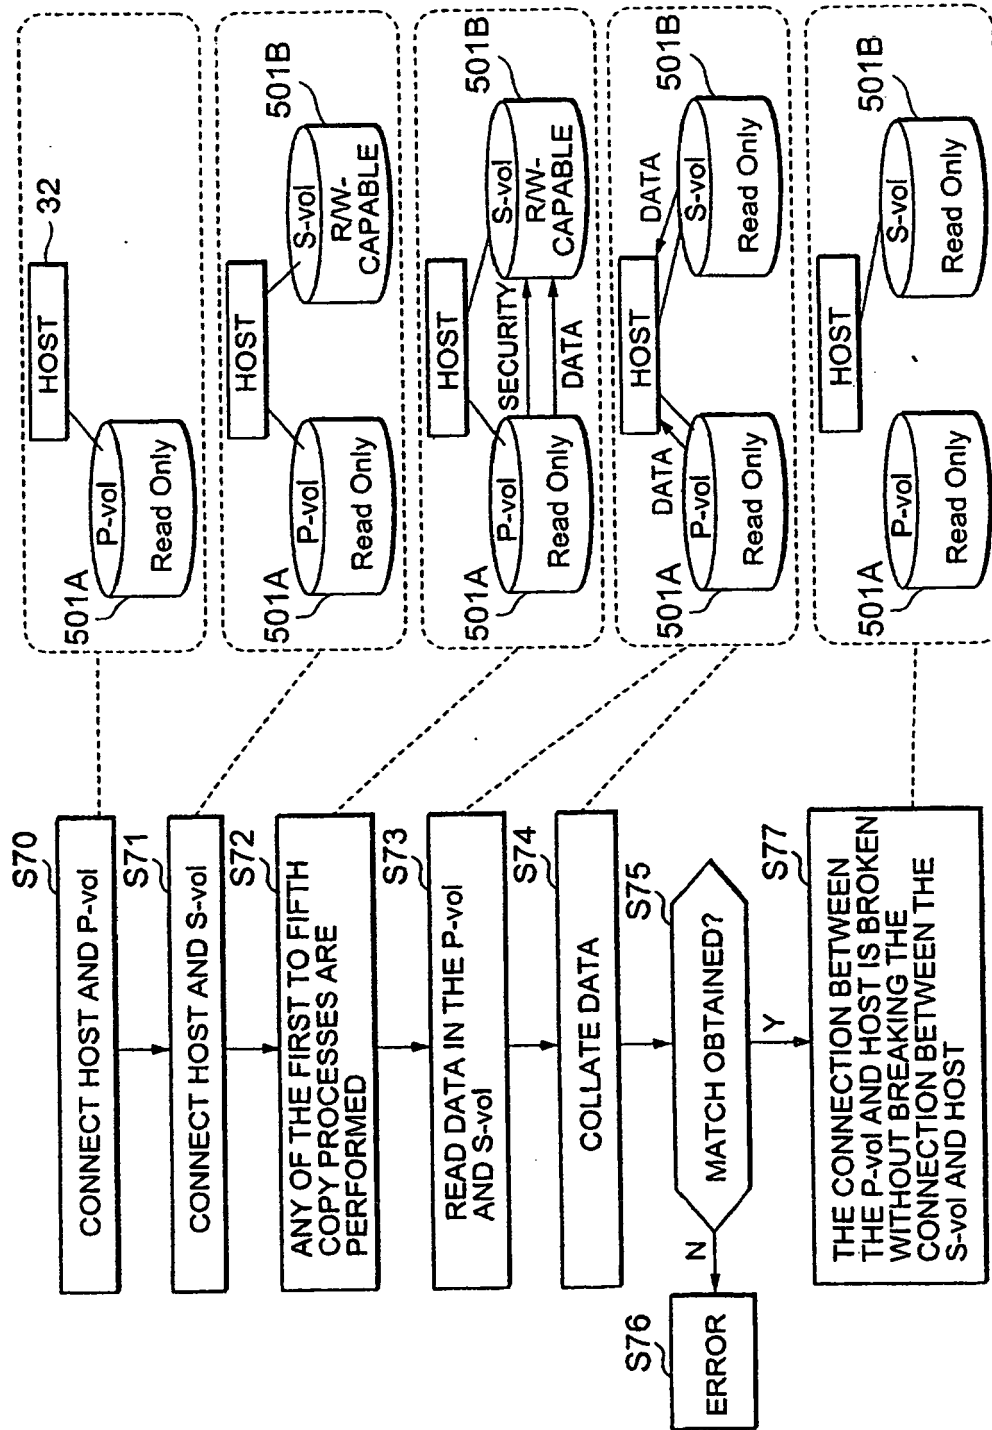 S70
CONNECT HOST AND P-vol
S71
CONNECT HOST AND S-vol
S72
ANY OF THE FIRST TO FIFTH
COPY PROCESSES ARE
PERFORMED
S73
READ DATA IN THE P-vol
AND S-vol
S74
COLLATE DATA
S75
MATCH OBTAINED?
N
Y
S76
ERROR
S77
THE CONNECTION BETWEEN
THE P-vol AND HOST IS BROKEN
WITHOUT BREAKING THE
CONNECTION BETWEEN THE
S-vol AND HOST
HOST
32
501A
P-vol
Read Only
HOST
501A
P-vol
Read Only
501B
S-vol
R/W-
CAPABLE
HOST
501A
P-vol
Read Only
SECURITY
DATA
501B
S-vol
R/W-
CAPABLE
HOST
DATA
DATA
501A
P-vol
Read Only
501B
S-vol
Read Only
HOST
501A
P-vol
Read Only
501B
S-vol
Read Only